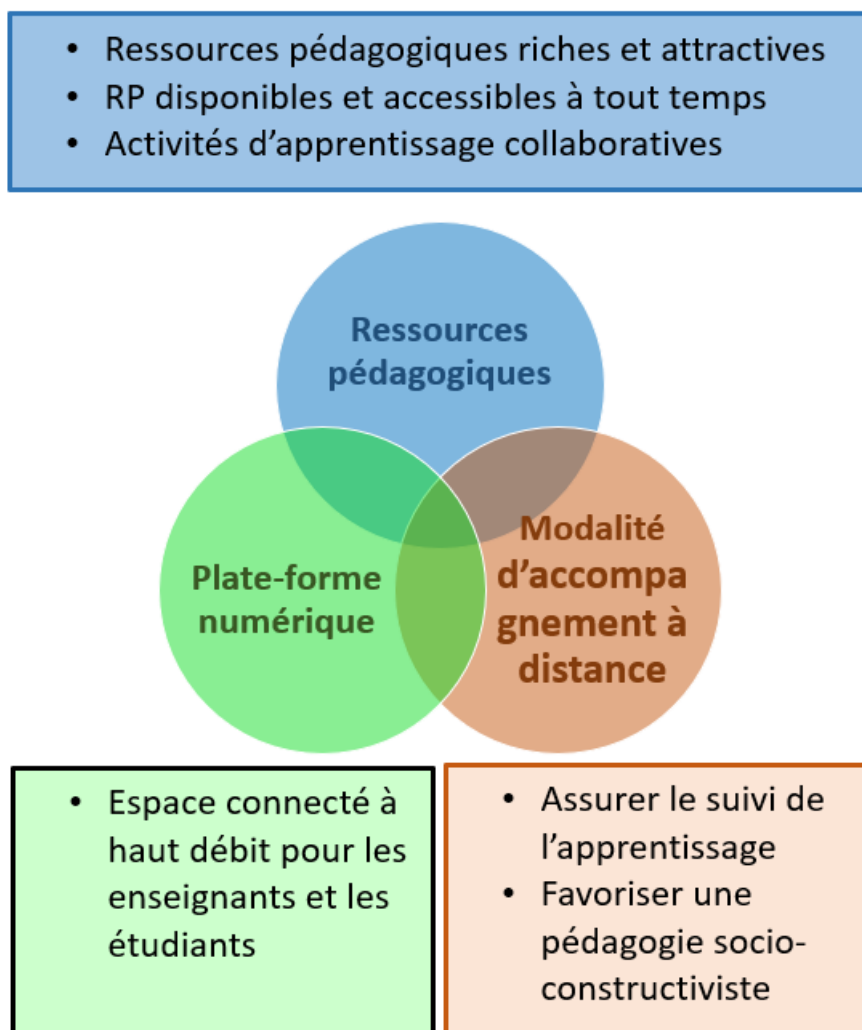 • Ressources pédagogiques riches et attractives
• RP disponibles et accessibles à tout temps
• Activités d’apprentissage collaboratives
Ressources
pédagogiques
Plate-forme
numérique
Modalité
d’accompa
gnement à
distance
• Espace connecté à
haut débit pour les
enseignants et les
étudiants
• Assurer le suivi de
l’apprentissage
• Favoriser une
pédagogie socio-
constructiviste